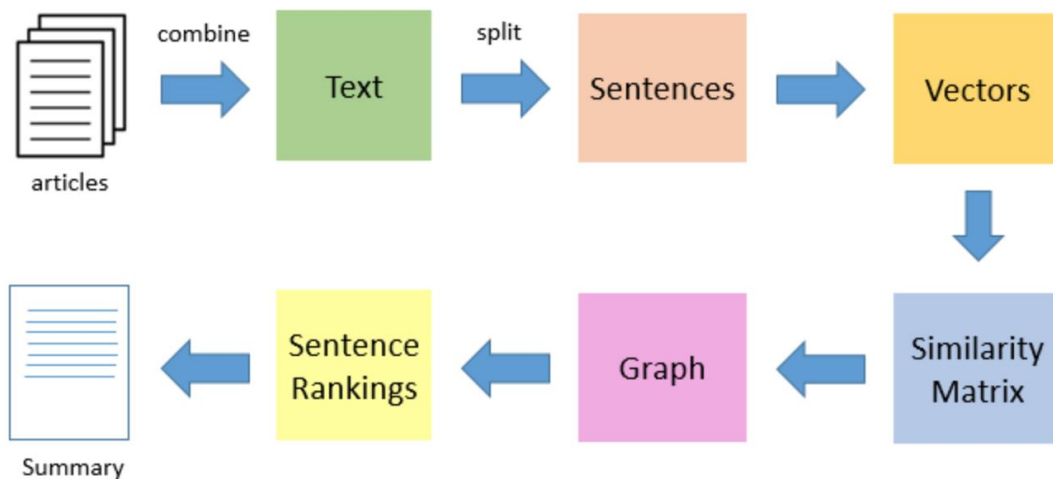 combine
split
Text
Sentences
Vectors
articles
Sentence
Rankings
Graph
Similarity
Matrix
Summary